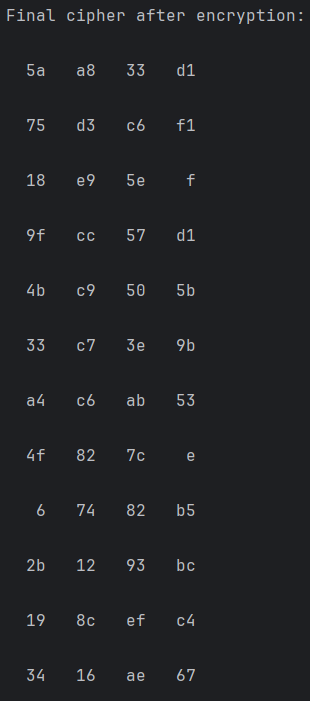 Final cipher after encryption:
5a a8 33 d1
75 d3 c6 f1
18 e9 5e f
9f cc 57 d1
4b c9 50 5b
33 c7 3e 9b
a4 c6 ab 53
4f 82 7c e
6 74 82 b5
2b 12 93 bc
19 8c ef c4
34 16 ae 67